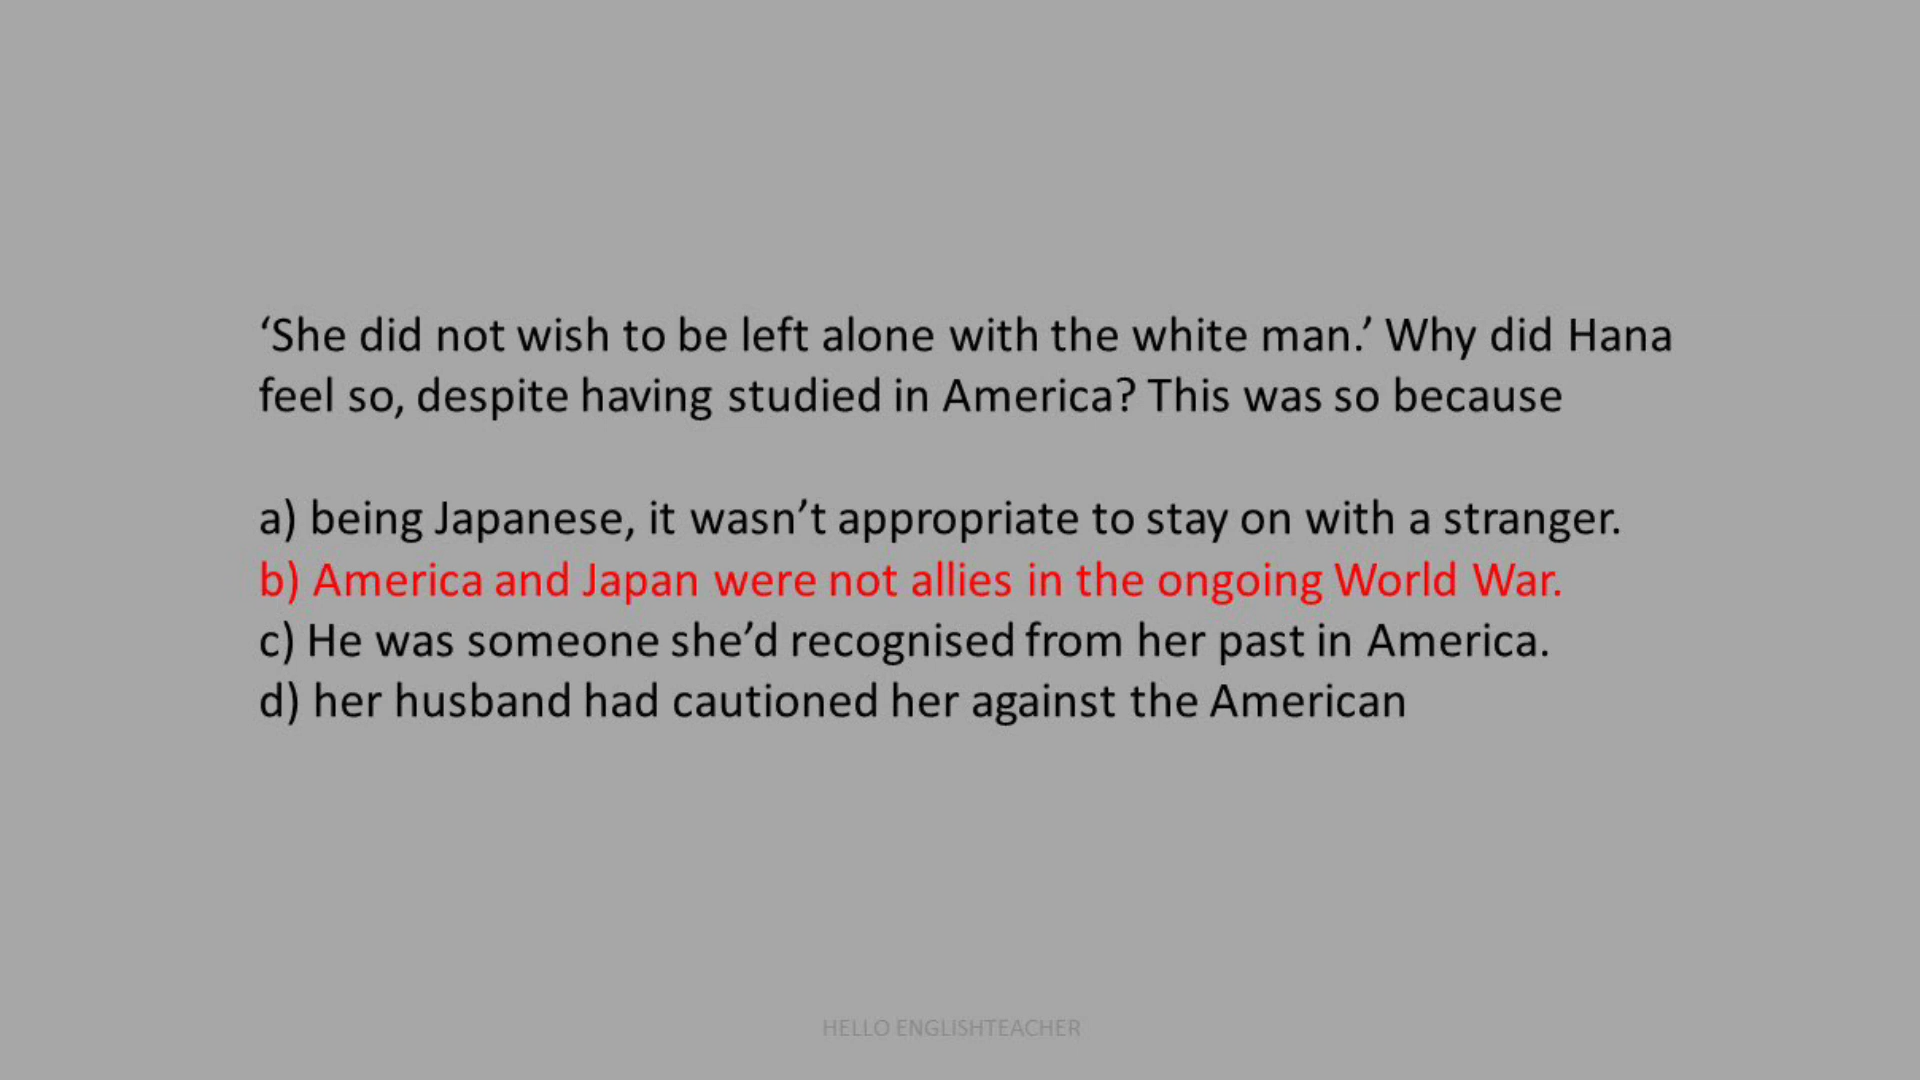 ‘She did not wish to be left alone with the white man.’ Why did Hana
feel so, despite having studied in America? This was so because
a) being Japanese, it wasn’t appropriate to stay on with a stranger.
b) America and Japan were not allies in the ongoing World War.
c) He was someone she’d recognised from her past in America.
d) her husband had cautioned her against the American
HELLO ENGLISHTEACHER